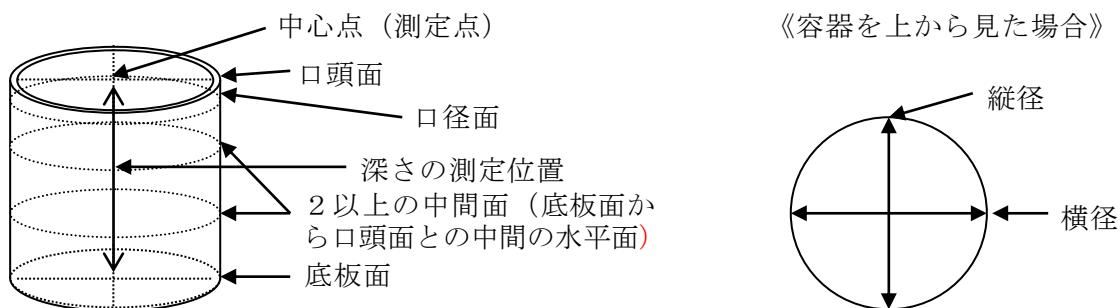 中心点（測定点）
口頭面
口径面
深さの測定位置
２以上の中間面（底板面か
ら口頭面との中間の水平面）
底板面
《容器を上から見た場合》
縦径
横径